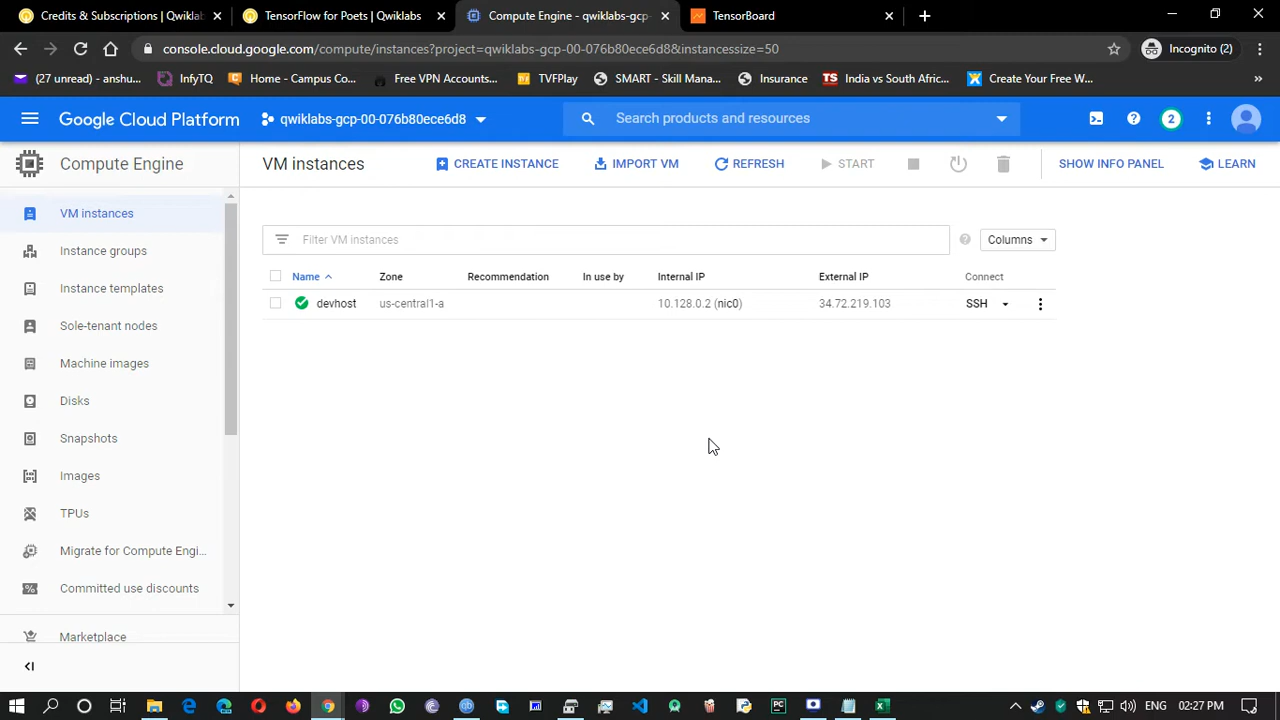 Credits & Subscriptions | Qwiklab
TensorFlow for Poets | Qwiklabs
Compute Engine - qwiklabs-gcp-
TensorBoard
console.cloud.google.com/compute/instances?project=qwiklabs-gcp-00-076b80ece6d8&instancessize=50
Incognito (2)
(27 unread) - anshu...
InfyTQ
Home - Campus Co...
Free VPN Accounts...
TVFPlay
SMART - Skill Mana...
Insurance
TS India vs South Afric...
Create Your Free W...
»
Google Cloud Platform
qwiklabs-gcp-00-076b80ece6d8
Search products and resources
2
Compute Engine
VM instances
CREATE INSTANCE
IMPORT VM
REFRESH
START
SHOW INFO PANEL
LEARN
VM instances
Instance groups
Instance templates
Sole-tenant nodes
Machine images
Disks
Snapshots
Images
TPUs
Migrate for Compute Engi...
Committed use discounts
Marketplace
Filter VM instances
Columns
Name Zone Recommendation In use by Internal IP External IP Connect
devhost us-central1-a 10.128.0.2 (nic0) 34.72.219.103 SSH
ENG 02:27 PM